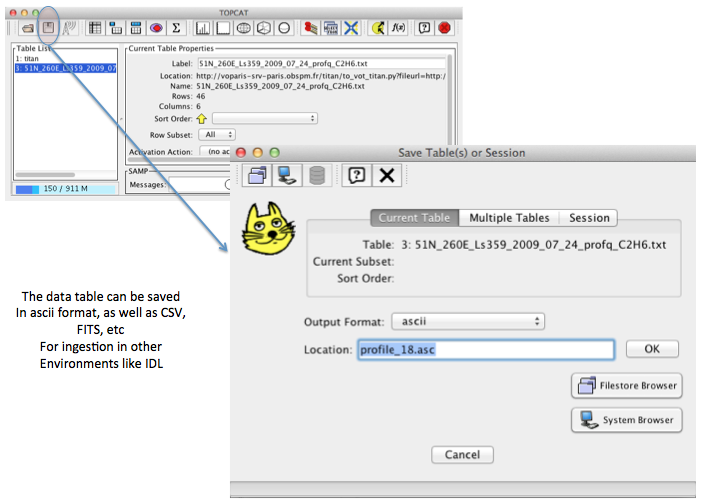 TOPCAT
Table List
1: titan
3: 51N_260E_Ls359_2009_07
150 / 911 M
Current Table Properties
Label: 51N_260E_Ls359_2009_07_24_profq_C2H6.txt
Location: http://voparis-srv-paris.obspm.fr/titan/to_vot_titan.py?fileurl=http:/
Name: 51N_260E_Ls359_2009_07_24_profq_C2H6.txt
Rows: 46
Columns: 6
Sort Order:
Row Subset: All
Activation Action: (no ac
SAMP
Messages:
Save Table(s) or Session
Current Table Multiple Tables Session
Table: 3: 51N_260E_Ls359_2009_07_24_profq_C2H6.txt
Current Subset:
Sort Order:
Output Format: ascii
Location: profile_18.asc OK
Filestore Browser
System Browser
Cancel
The data table can be saved
In ascii format, as well as CSV,
FITS, etc
For ingestion in other
Environments like IDL